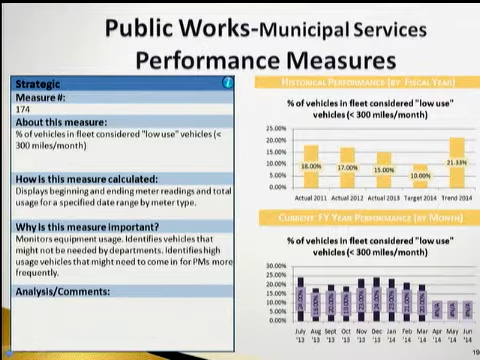 Public Works-Municipal Services
Performance Measures
Strategic
Measure #:
174
About this measure:
% of vehicles in fleet considered "low use" vehicles (<
300 miles/month)
How is this measure calculated:
Displays beginning and ending meter readings and total
usage for a specified date range by meter type.
Why is this measure important?
Monitors equipment usage. Identifies vehicles that
might not be needed by departments. Identifies high
usage vehicles that might need to come in for PMs more
frequently.
Analysis/Comments:
Historical Performance (by Fiscal Year)
% of vehicles in fleet considered "low use"
vehicles (< 300 miles/month)
25.00%
20.00%
15.00%
10.00%
5.00%
0.00%
18.00%
17.00%
15.00%
10.00%
21.33%
Actual 2011 Actual 2012 Actual 2013 Target 2014 Trend 2014
Current FY Year Performance (by Month)
% of vehicles in fleet considered "low use"
vehicles (< 300 miles/month)
30.00%
25.00%
20.00%
15.00%
10.00%
5.00%
0.00%
#N/A #N/A #N/A
July Aug Sept Oct Nov Dec Jan Feb Mar Apr May Jun
'13 '13 '13 '13 '13 '13 '14 '14 '14 '14 '14 '14